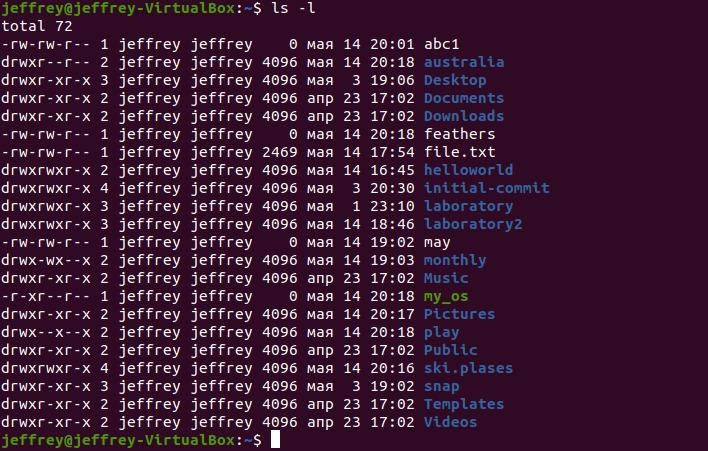 jeffrey@jeffrey-VirtualBox:~$ ls -l
total 72
-rw-rw-r-- 1 jeffrey jeffrey    0 мая 14 20:01 abc1
drwxr--r-- 2 jeffrey jeffrey 4096 мая 14 20:18 australia
drwxr-xr-x 3 jeffrey jeffrey 4096 мая  3 19:06 Desktop
drwxr-xr-x 2 jeffrey jeffrey 4096 апр 23 17:02 Documents
drwxr-xr-x 2 jeffrey jeffrey 4096 апр 23 17:02 Downloads
-rw-rw-r-- 1 jeffrey jeffrey    0 мая 14 20:18 feathers
-rw-rw-r-- 1 jeffrey jeffrey 2469 мая 14 17:54 file.txt
drwxrwxr-x 2 jeffrey jeffrey 4096 мая 14 16:45 helloworld
drwxrwxr-x 4 jeffrey jeffrey 4096 мая  3 20:30 initial-commit
drwxrwxr-x 3 jeffrey jeffrey 4096 мая  1 23:10 laboratory
drwxrwxr-x 3 jeffrey jeffrey 4096 мая 14 18:46 laboratory2
-rw-rw-r-- 1 jeffrey jeffrey    0 мая 14 19:02 may
drwx-wx--x 2 jeffrey jeffrey 4096 мая 14 19:03 monthly
drwxr-xr-x 2 jeffrey jeffrey 4096 апр 23 17:02 Music
-r-xr--r-- 1 jeffrey jeffrey    0 мая 14 20:18 my_os
drwxr-xr-x 2 jeffrey jeffrey 4096 мая 14 20:17 Pictures
drwx--x--x 2 jeffrey jeffrey 4096 мая 14 20:18 play
drwxr-xr-x 2 jeffrey jeffrey 4096 апр 23 17:02 Public
drwxrwxr-x 4 jeffrey jeffrey 4096 мая 14 20:16 ski.plases
drwxr-xr-x 3 jeffrey jeffrey 4096 мая  3 19:02 snap
drwxr-xr-x 2 jeffrey jeffrey 4096 апр 23 17:02 Templates
drwxr-xr-x 2 jeffrey jeffrey 4096 апр 23 17:02 Videos
jeffrey@jeffrey-VirtualBox:~$